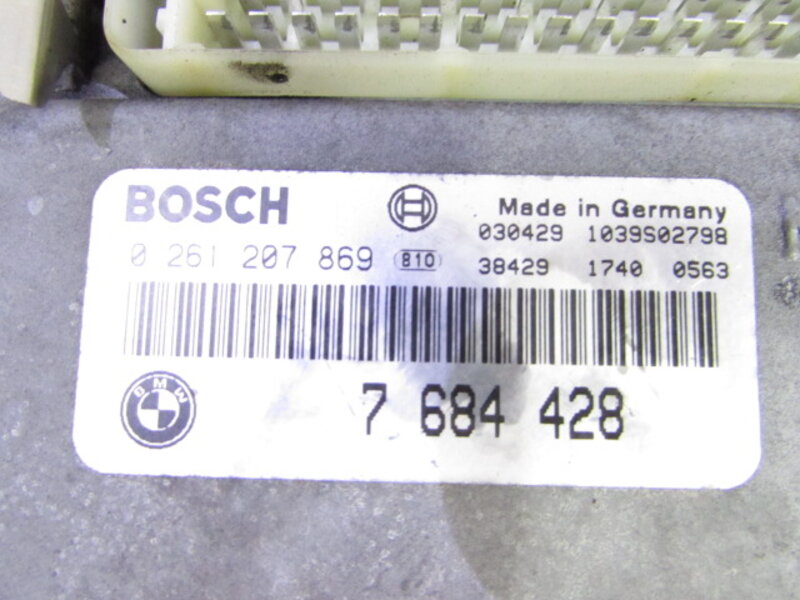 BOSCH
Made in Germany
030429 1039S02798
0 261 207 869 810 38429 1740 0563
BMW
7 684 428